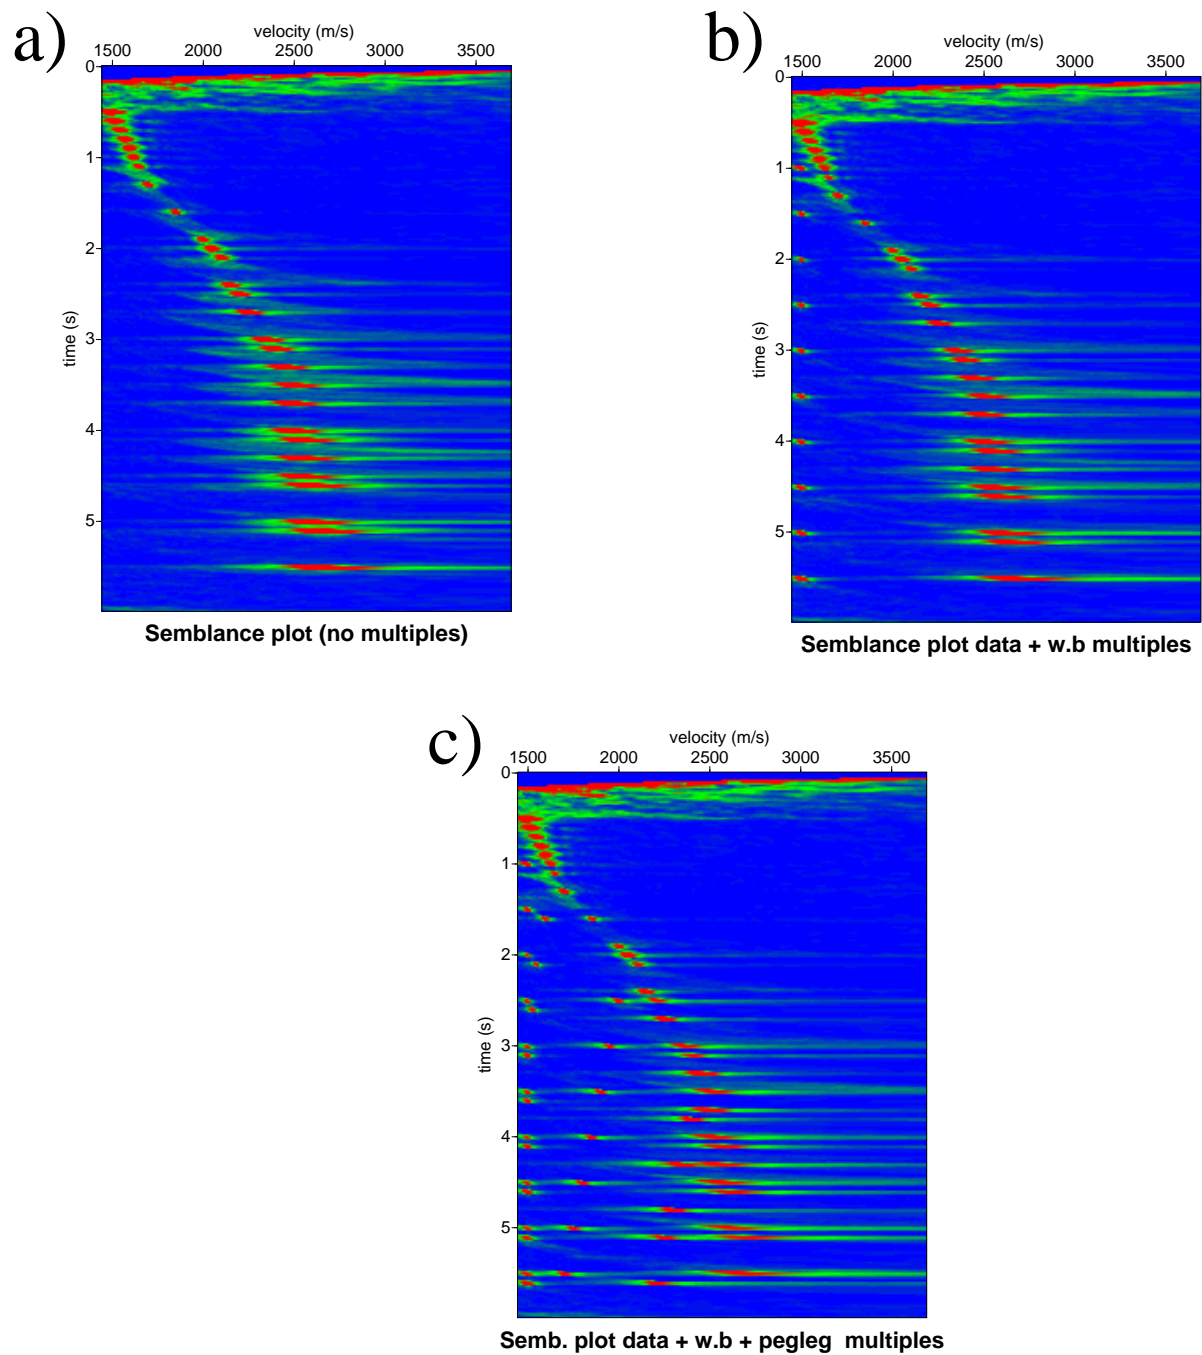 a)
velocity (m/s)
1500 2000 2500 3000 3500
0
1
2
3
4
5
time (s)
Semblance plot (no multiples)
b)
velocity (m/s)
1500 2000 2500 3000 3500
0
1
2
3
4
5
time (s)
Semblance plot data + w.b multiples
c)
velocity (m/s)
1500 2000 2500 3000 3500
0
1
2
3
4
5
time (s)
Semb. plot data + w.b + pegleg multiples